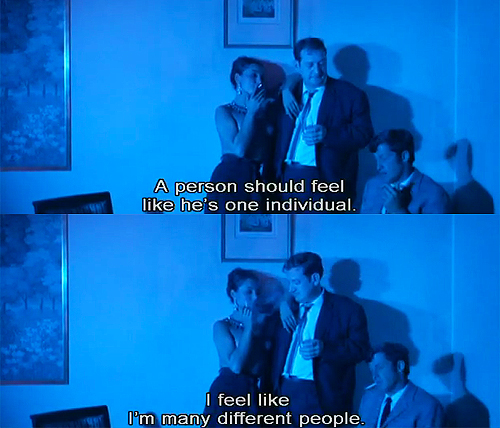 A person should feel
like he's one individual.
I feel like
I'm many different people.